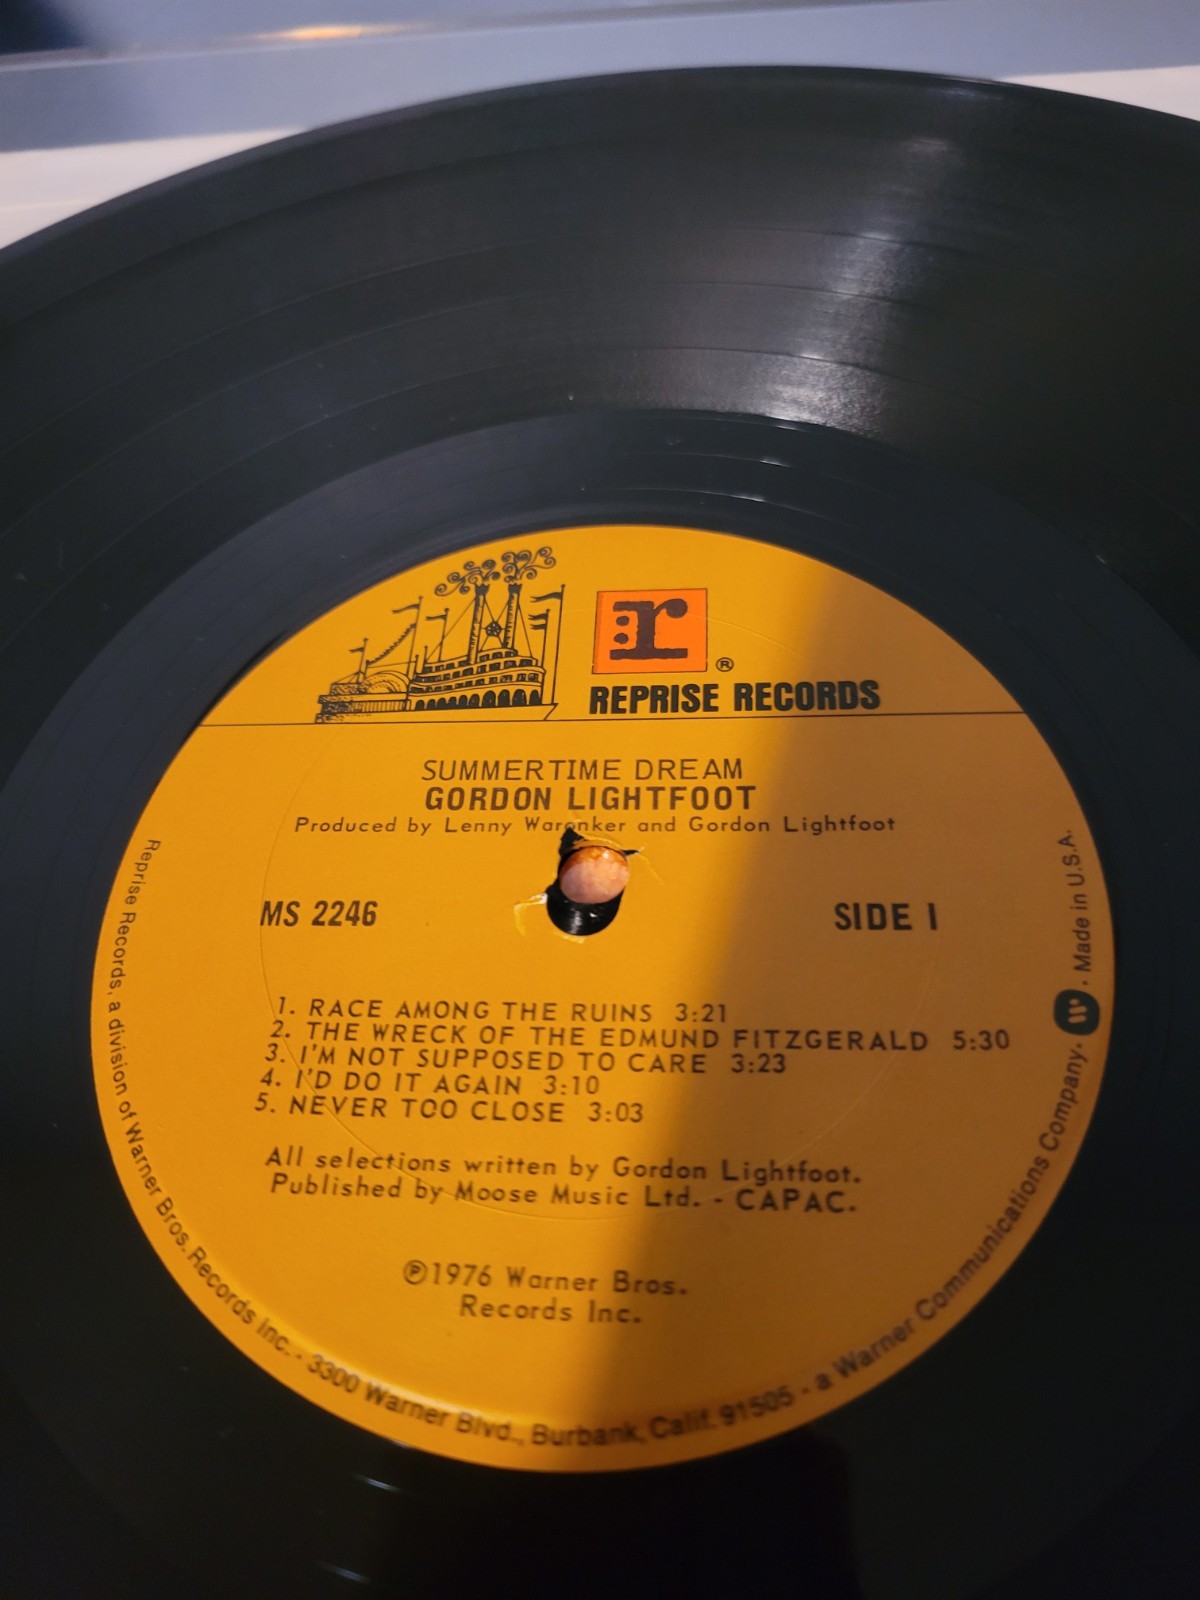 :r
®
REPRISE RECORDS
SUMMERTIME DREAM
GORDON LIGHTFOOT
Produced by Lenny Waronker and Gordon Lightfoot
MS 2246
SIDE 1
1. RACE AMONG THE RUINS 3:21
2. THE WRECK OF THE EDMUND FITZGERALD 5:30
3. I'M NOT SUPPOSED TO CARE 3:23
4. I'D DO IT AGAIN 3:10
5. NEVER TOO CLOSE 3:03
All selections written by Gordon Lightfoot.
Published by Moose Music Ltd. - CAPAC.
℗1976 Warner Bros.
Records Inc.
Reprise Records, a division of Warner Bros. Records Inc. · 3300 Warner Blvd., Burbank, Calif. 91505 · a Warner Communications Company. W · Made in U.S.A.